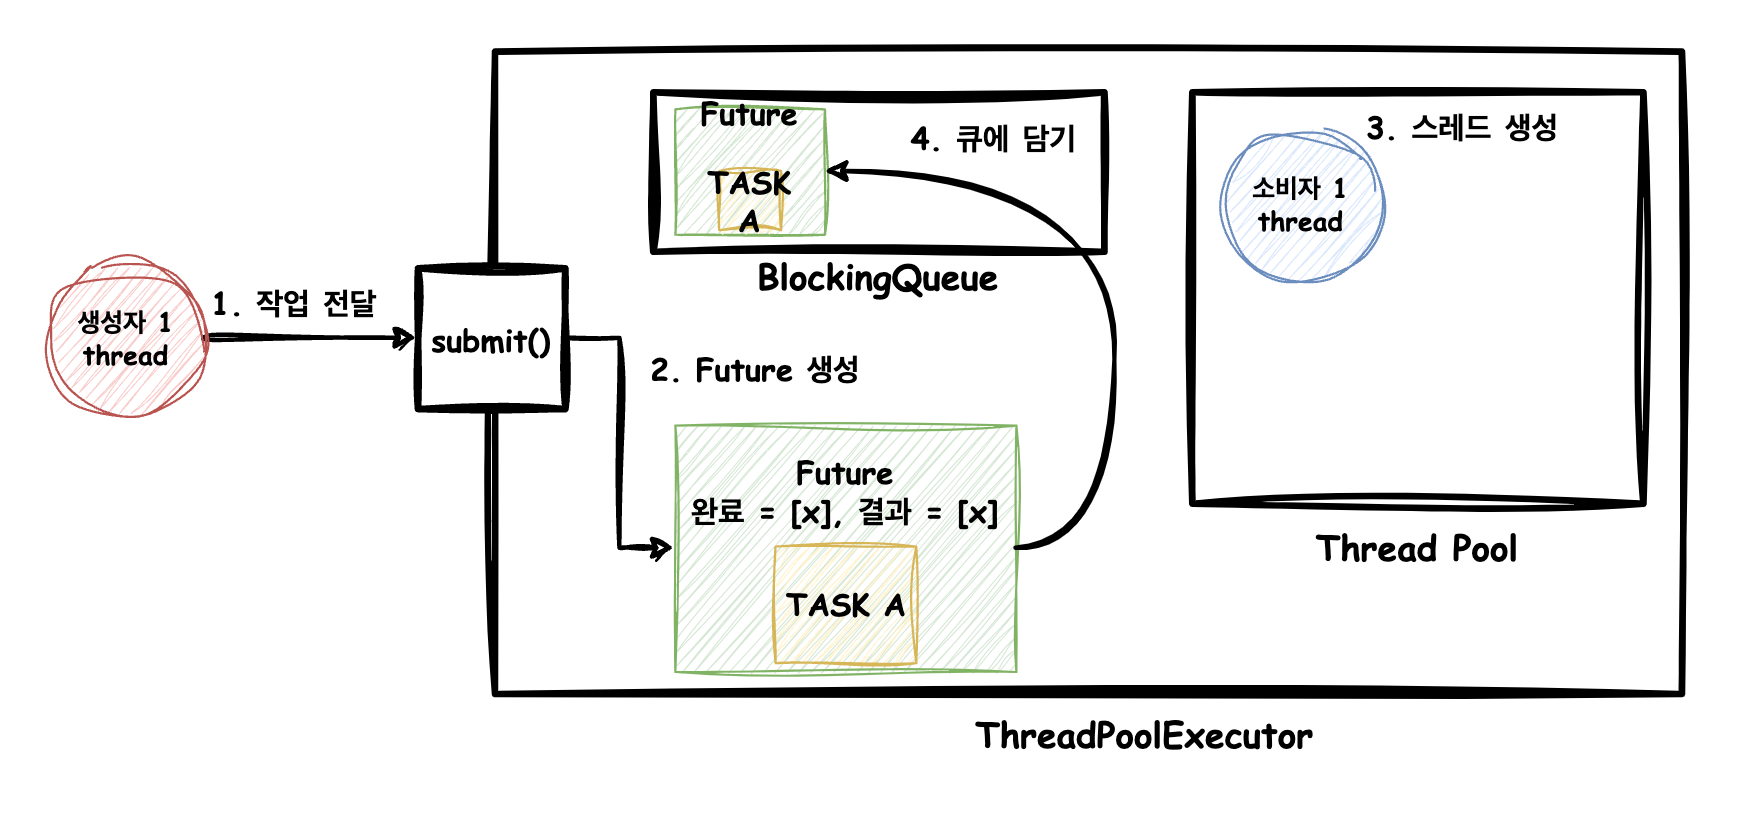 Future
TASK
A
4. 큐에 담기
BlockingQueue
3. 스레드 생성
소비자 1
thread
Thread Pool
생성자 1
thread
1. 작업 전달
submit()
2. Future 생성
Future
완료 = [x], 결과 = [x]
TASK A
ThreadPoolExecutor